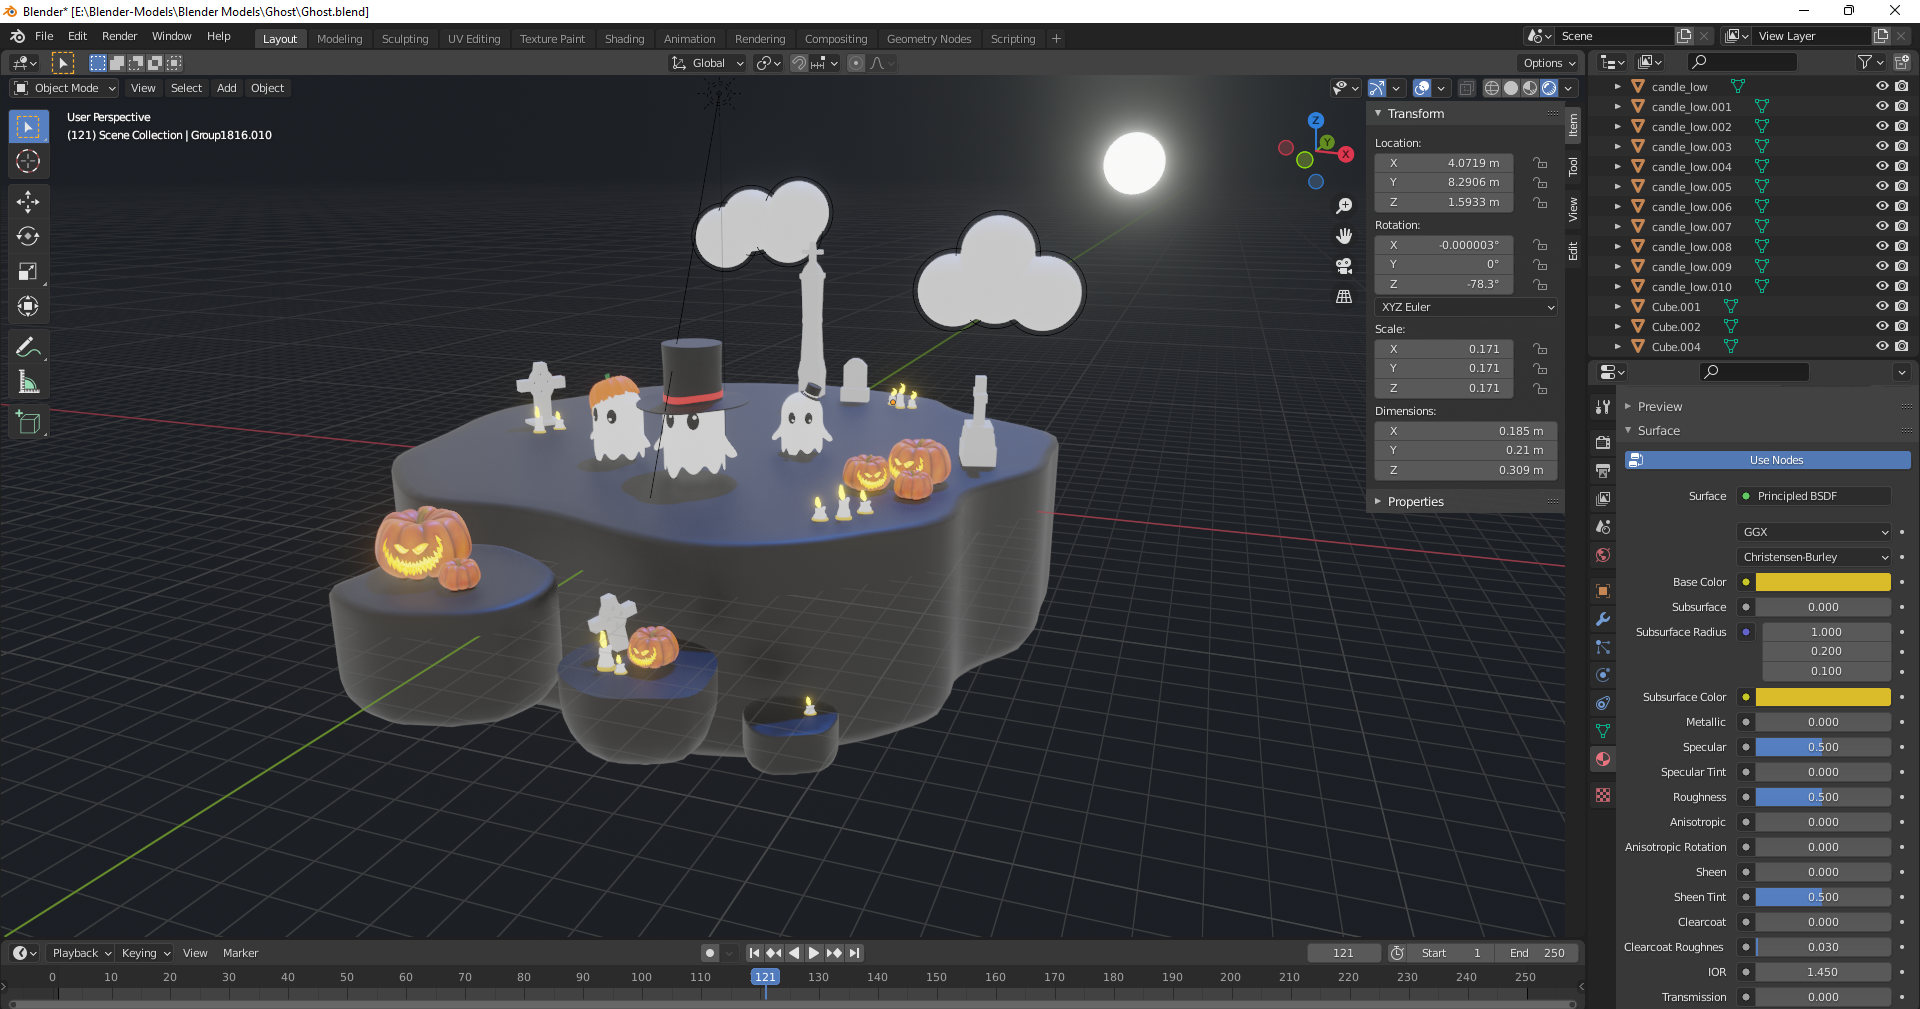 Blender* [E:\Blender-Models\Blender Models\Ghost\Ghost.blend]
File Edit Render Window Help Layout Modeling Sculpting UV Editing Texture Paint Shading Animation Rendering Compositing Geometry Nodes Scripting + Scene View Layer
Global Options
Object Mode View Select Add Object
User Perspective
(121) Scene Collection | Group1816.010
Z
Y
X
Transform
Location:
X 4.0719 m
Y 8.2906 m
Z 1.5933 m
Rotation:
X -0.000003°
Y 0°
Z -78.3°
XYZ Euler
Scale:
X 0.171
Y 0.171
Z 0.171
Dimensions:
X 0.185 m
Y 0.21 m
Z 0.309 m
Properties
Item
Tool
View
Edit
candle_low
candle_low.001
candle_low.002
candle_low.003
candle_low.004
candle_low.005
candle_low.006
candle_low.007
candle_low.008
candle_low.009
candle_low.010
Cube.001
Cube.002
Cube.004
Preview
Surface
Use Nodes
Surface Principled BSDF
GGX
Christensen-Burley
Base Color
Subsurface 0.000
Subsurface Radius 1.000
0.200
0.100
Subsurface Color
Metallic 0.000
Specular 0.500
Specular Tint 0.000
Roughness 0.500
Anisotropic 0.000
Anisotropic Rotation 0.000
Sheen 0.000
Sheen Tint 0.500
Clearcoat 0.000
Clearcoat Roughnes 0.030
IOR 1.450
Transmission 0.000
Playback Keying View Marker 121 Start 1 End 250
0 10 20 30 40 50 60 70 80 90 100 110 121 130 140 150 160 170 180 190 200 210 220 230 240 250